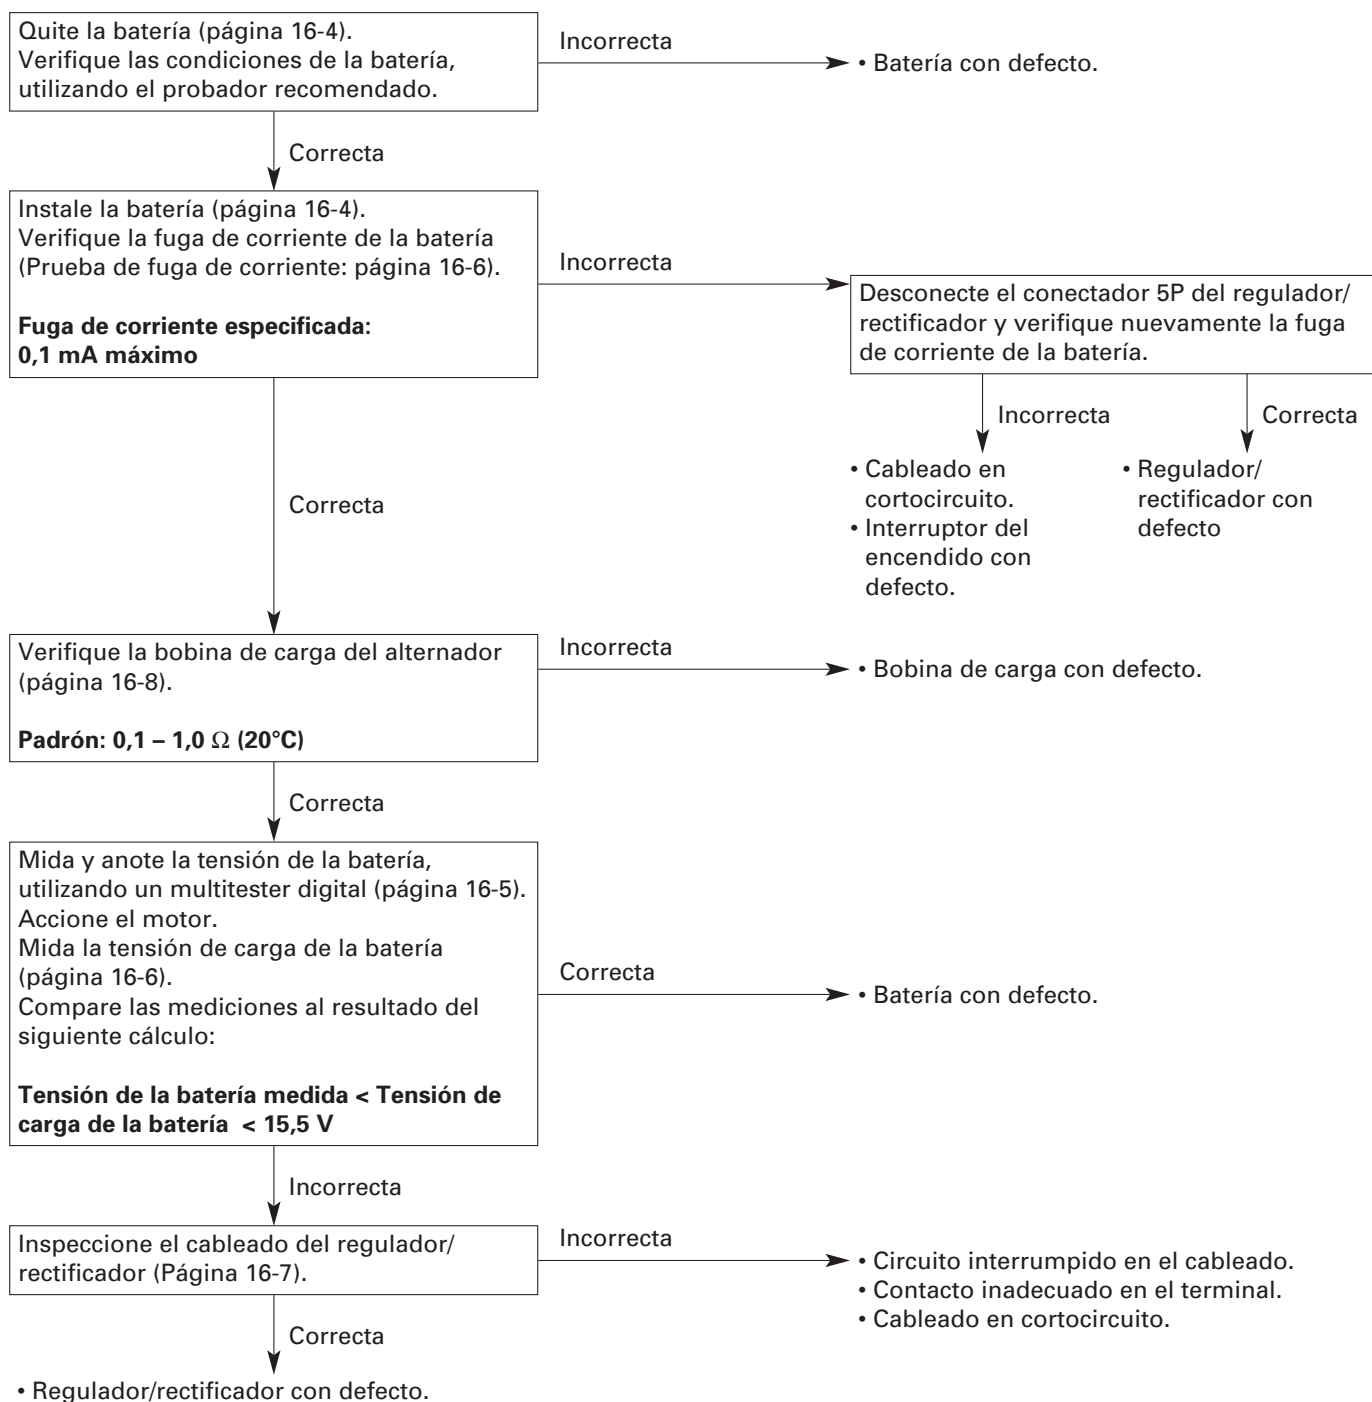 Quite la batería (página 16-4).
Verifique las condiciones de la batería,
utilizando el probador recomendado.
Incorrecta
• Batería con defecto.
Correcta
Instale la batería (página 16-4).
Verifique la fuga de corriente de la batería
(Prueba de fuga de corriente: página 16-6).
Fuga de corriente especificada:
0,1 mA máximo
Incorrecta
Desconecte el conectador 5P del regulador/
rectificador y verifique nuevamente la fuga
de corriente de la batería.
Incorrecta
Correcta
• Cableado en
cortocircuito.
• Interruptor del
encendido con
defecto.
• Regulador/
rectificador con
defecto
Correcta
Verifique la bobina de carga del alternador
(página 16-8).
Padrón: 0,1 – 1,0 Ω (20°C)
Incorrecta
• Bobina de carga con defecto.
Correcta
Mida y anote la tensión de la batería,
utilizando un multitester digital (página 16-5).
Accione el motor.
Mida la tensión de carga de la batería
(página 16-6).
Compare las mediciones al resultado del
siguiente cálculo:
Tensión de la batería medida < Tensión de
carga de la batería < 15,5 V
Correcta
• Batería con defecto.
Incorrecta
Inspeccione el cableado del regulador/
rectificador (Página 16-7).
Incorrecta
• Circuito interrumpido en el cableado.
• Contacto inadecuado en el terminal.
• Cableado en cortocircuito.
Correcta
• Regulador/rectificador con defecto.